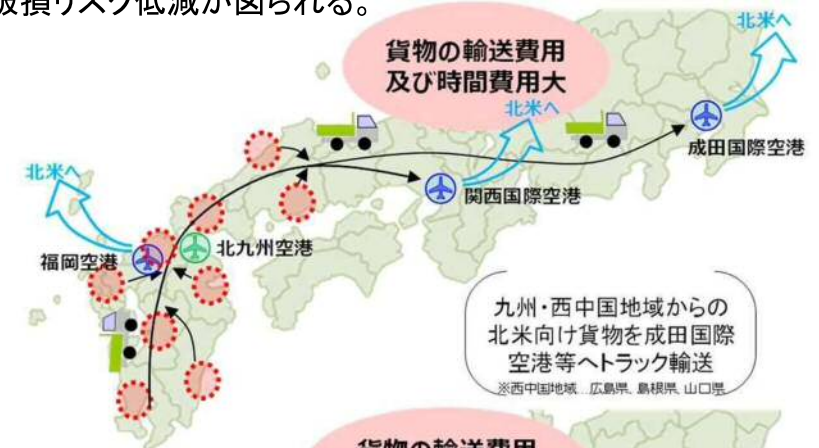 破損リスク低減が図られる。
貨物の輸送費用
及び時間費用大
北米へ
北米へ
成田国際空港
関西国際空港
北米へ
福岡空港
北九州空港
九州・西中国地域からの
北米向け貨物を成田国際
空港等へトラック輸送
※西中国地域…広島県、島根県、山口県
貨物の輸送費用